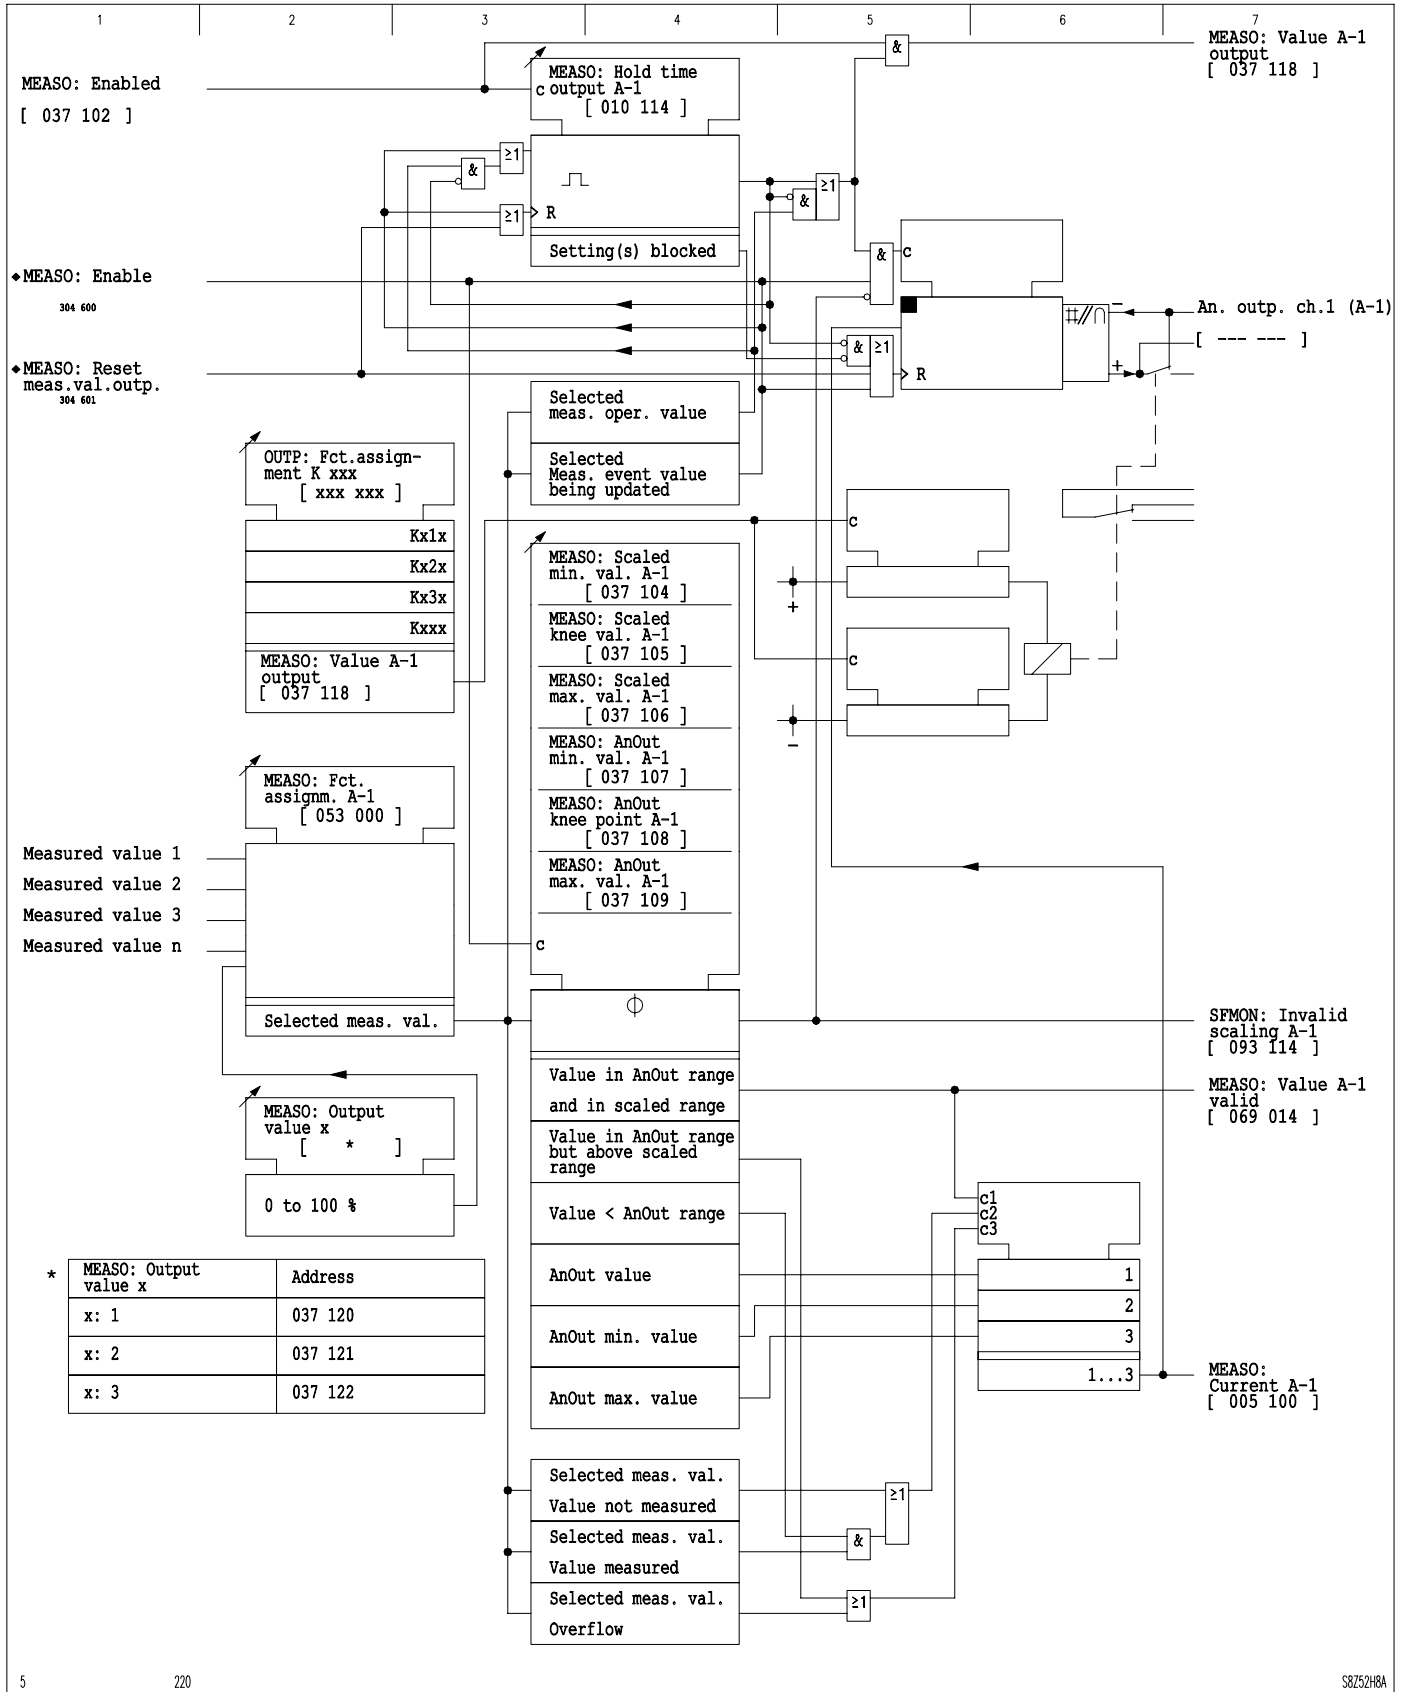 1 2 3 4 5 6 7
MEASO: Enabled
[ 037 102 ]
MEASO: Hold time
output A-1
[ 010 114 ]
C
&
MEASO: Value A-1
output
[ 037 118 ]
≥1
&
≥1
R
Setting(s) blocked
≥1
&
&
C
◆MEASO: Enable
304 600
◆MEASO: Reset
meas.val.outp.
304 601
&
≥1
R
#//∩
−
+
An. outp. ch.1 (A-1)
[ --- --- ]
Selected
meas. oper. value
Selected
Meas. event value
being updated
OUTP: Fct.assign-
ment K xxx
[ xxx xxx ]
Kx1x
Kx2x
Kx3x
Kxxx
MEASO: Value A-1
output
[ 037 118 ]
C
+
C
−
MEASO: Scaled
min. val. A-1
[ 037 104 ]
MEASO: Scaled
knee val. A-1
[ 037 105 ]
MEASO: Scaled
max. val. A-1
[ 037 106 ]
MEASO: AnOut
min. val. A-1
[ 037 107 ]
MEASO: AnOut
knee point A-1
[ 037 108 ]
MEASO: AnOut
max. val. A-1
[ 037 109 ]
C
MEASO: Fct.
assignm. A-1
[ 053 000 ]
Measured value 1
Measured value 2
Measured value 3
Measured value n
Selected meas. val.
SFMON: Invalid
scaling A-1
[ 093 114 ]
Value in AnOut range
and in scaled range
MEASO: Value A-1
valid
[ 069 014 ]
Value in AnOut range
but above scaled
range
Value < AnOut range
AnOut value
AnOut min. value
AnOut max. value
MEASO: Output
value x
[ * ]
0 to 100 %
c1
c2
c3
1
2
3
1...3
MEASO:
Current A-1
[ 005 100 ]
* MEASO: Output
value x
Address
x: 1 037 120
x: 2 037 121
x: 3 037 122
Selected meas. val.
Value not measured
Selected meas. val.
Value measured
Selected meas. val.
Overflow
≥1
&
≥1
5 220 S8Z52H8A